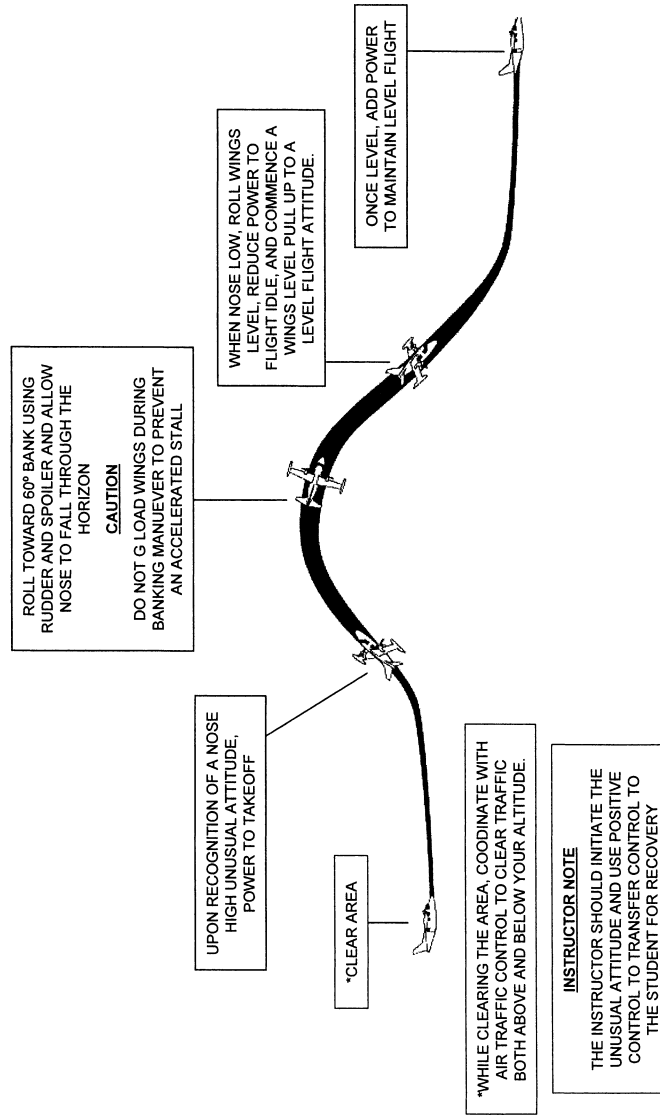 *CLEAR AREA
UPON RECOGNITION OF A NOSE
HIGH UNUSUAL ATTITUDE,
POWER TO TAKEOFF
ROLL TOWARD 60º BANK USING
RUDDER AND SPOILER AND ALLOW
NOSE TO FALL THROUGH THE
HORIZON
CAUTION
DO NOT G LOAD WINGS DURING
BANKING MANUEVER TO PREVENT
AN ACCELERATED STALL
WHEN NOSE LOW, ROLL WINGS
LEVEL, REDUCE POWER TO
FLIGHT IDLE, AND COMMENCE A
WINGS LEVEL PULL UP TO A
LEVEL FLIGHT ATTITUDE.
ONCE LEVEL, ADD POWER
TO MAINTAIN LEVEL FLIGHT
*WHILE CLEARING THE AREA, COODINATE WITH
AIR TRAFFIC CONTROL TO CLEAR TRAFFIC
BOTH ABOVE AND BELOW YOUR ALTITUDE.
INSTRUCTOR NOTE
THE INSTRUCTOR SHOULD INITIATE THE
UNUSUAL ATTITUDE AND USE POSITIVE
CONTROL TO TRANSFER CONTROL TO
THE STUDENT FOR RECOVERY